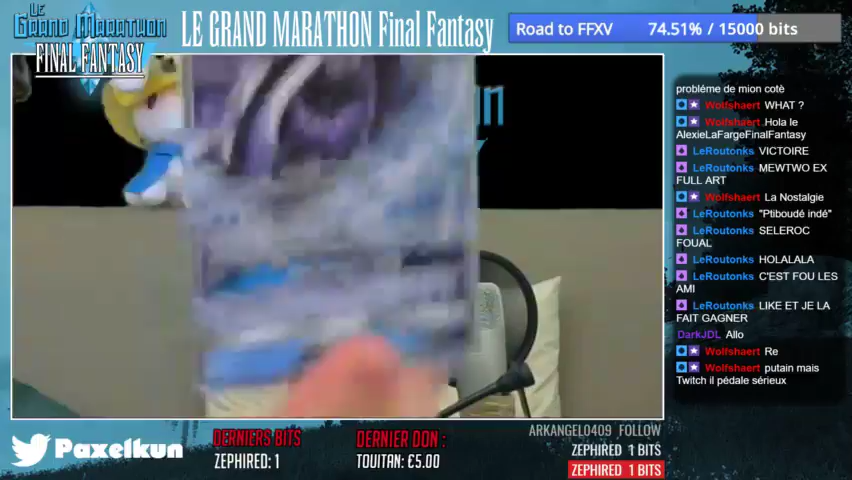 LE
GRAND MARATHON
FINAL FANTASY
LE GRAND MARATHON Final Fantasy
Road to FFXV 74.51% / 15000 bits
probléme de mion cotè
Wolfshaert WHAT ?
Wolfshaert Hola le
AlexieLaFargeFinalFantasy
LeRoutonks VICTOIRE
LeRoutonks MEWTWO EX
FULL ART
Wolfshaert La Nostalgie
LeRoutonks "Ptiboudé indé"
LeRoutonks SELEROC
FOUAL
LeRoutonks HOLALALA
LeRoutonks C'EST FOU LES
AMI
LeRoutonks LIKE ET JE LA
FAIT GAGNER
DarkJDL Allo
Wolfshaert Re
Wolfshaert putain mais
Twitch il pédale sérieux
Paxelkun
DERNIERS BITS
ZEPHIRED: 1
DERNIER DON :
TOUITAN: €5.00
ARKANGEL0409 FOLLOW
ZEPHIRED 1 BITS
ZEPHIRED 1 BITS